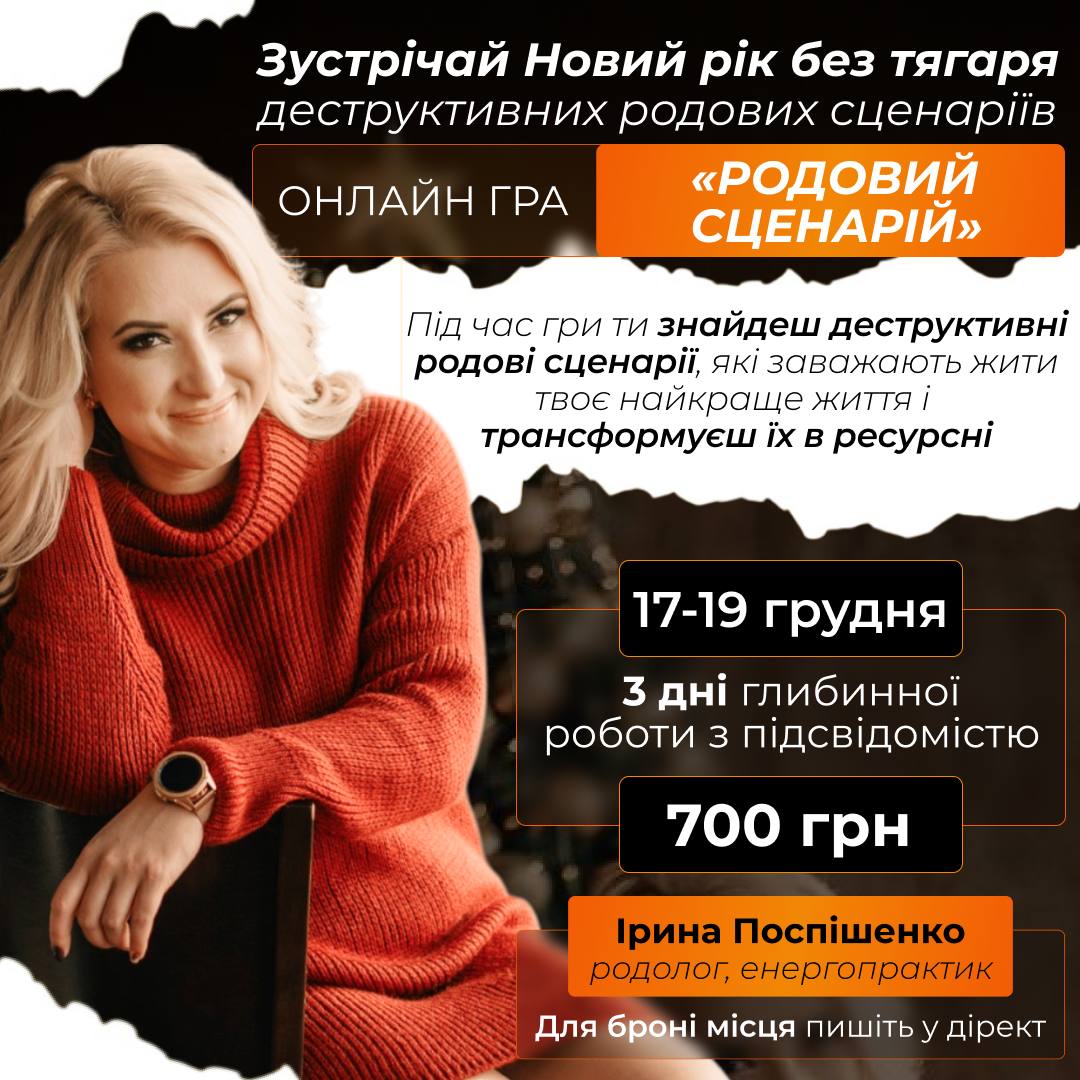 Зустрічай Новий рік без тягаря
деструктивних родових сценаріїв
ОНЛАЙН ГРА
«РОДОВИЙ
СЦЕНАРІЙ»
Під час гри ти знайдеш деструктивні
родові сценарії, які заважають жити
твоє найкраще життя і
трансформуєш їх в ресурсні
17-19 грудня
3 дні глибинної
роботи з підсвідомістю
700 грн
Ірина Поспішенко
родолог, енергопрактик
Для броні місця пишіть у дірект